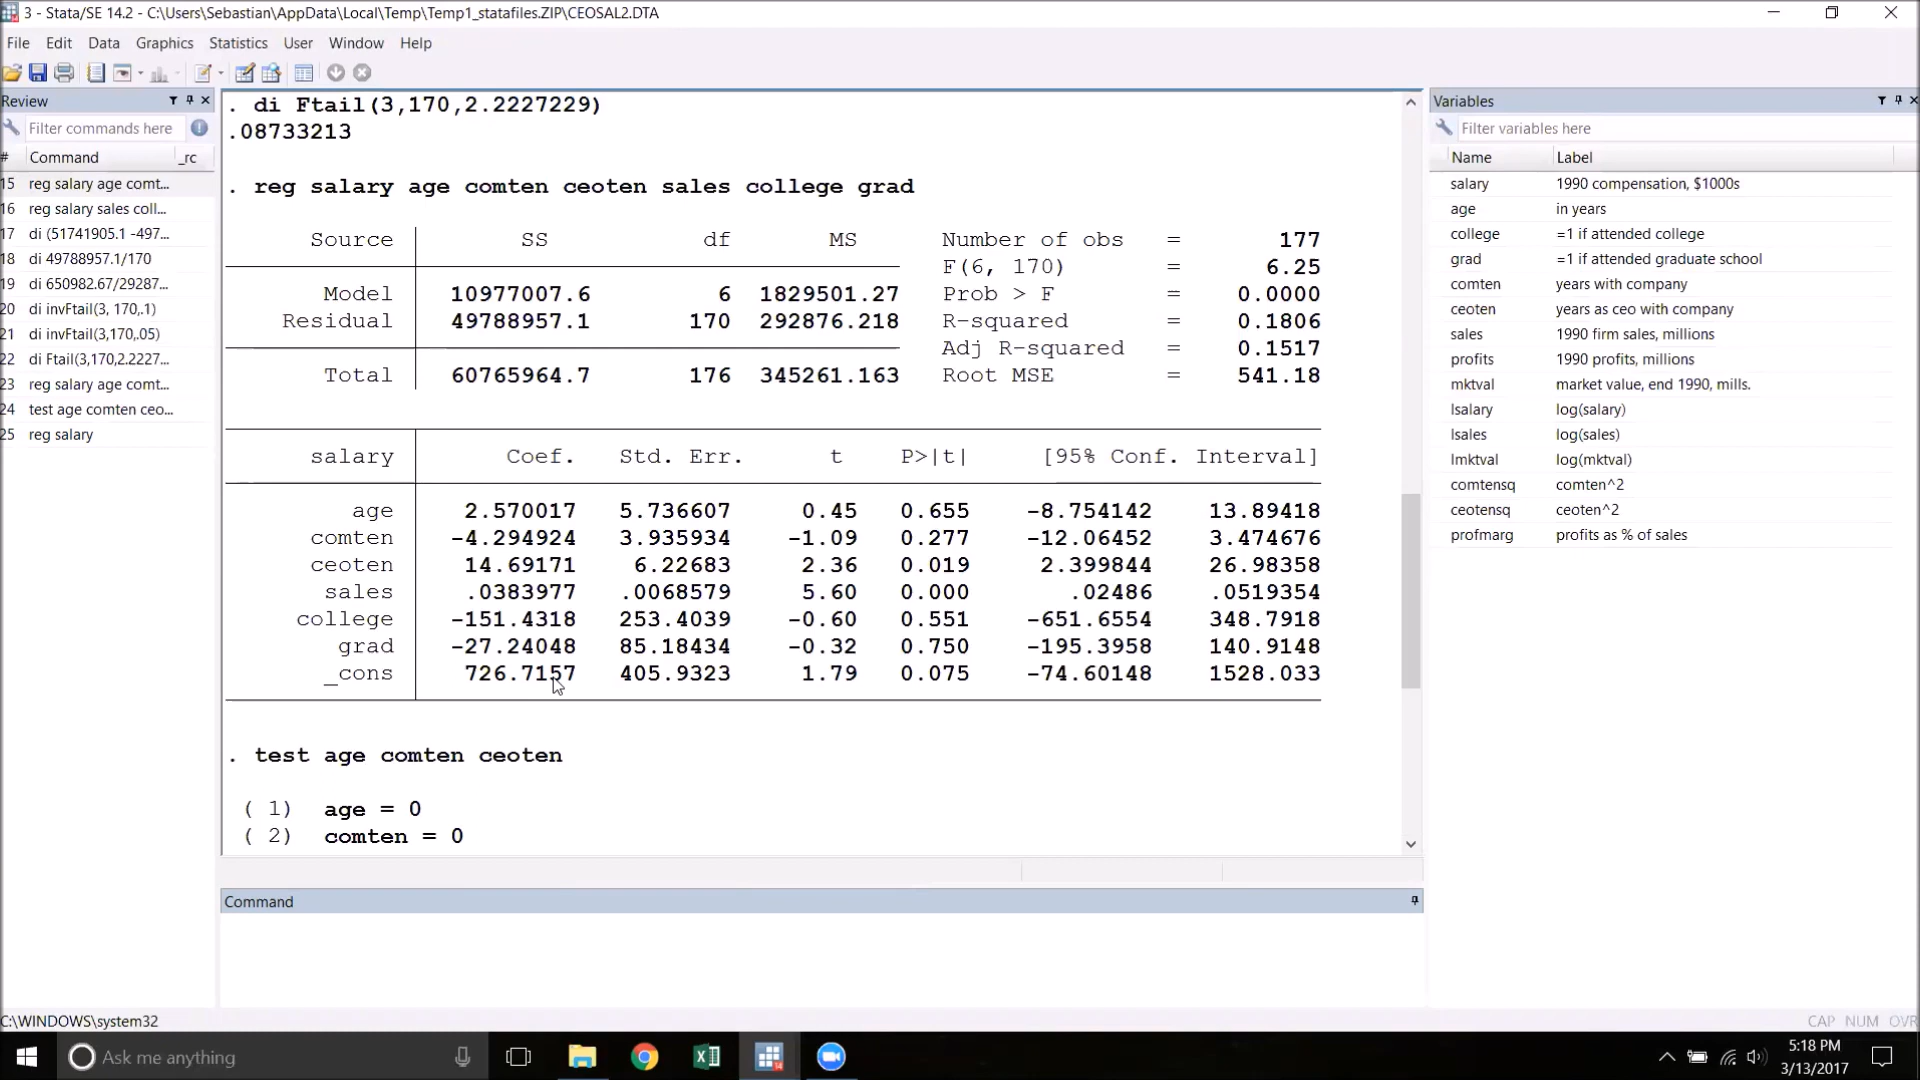 3 - Stata/SE 14.2 - C:\Users\Sebastian\AppData\Local\Temp\Temp1_statafiles.ZIP\CEOSAL2.DTA
File Edit Data Graphics Statistics User Window Help
Review
Filter commands here
# Command _rc
15 reg salary age comt...
16 reg salary sales coll...
17 di (51741905.1 -497...
18 di 49788957.1/170
19 di 650982.67/29287...
20 di invFtail(3, 170,.1)
21 di invFtail(3,170,.05)
22 di Ftail(3,170,2.2227...
23 reg salary age comt...
24 test age comten ceo...
25 reg salary
. di Ftail(3,170,2.2227229)
.08733213
. reg salary age comten ceoten sales college grad
Source SS df MS Number of obs = 177
F(6, 170) = 6.25
Model 10977007.6 6 1829501.27 Prob > F = 0.0000
Residual 49788957.1 170 292876.218 R-squared = 0.1806
Adj R-squared = 0.1517
Total 60765964.7 176 345261.163 Root MSE = 541.18
salary Coef. Std. Err. t P>|t| [95% Conf. Interval]
age 2.570017 5.736607 0.45 0.655 -8.754142 13.89418
comten -4.294924 3.935934 -1.09 0.277 -12.06452 3.474676
ceoten 14.69171 6.22683 2.36 0.019 2.399844 26.98358
sales .0383977 .0068579 5.60 0.000 .02486 .0519354
college -151.4318 253.4039 -0.60 0.551 -651.6554 348.7918
grad -27.24048 85.18434 -0.32 0.750 -195.3958 140.9148
_cons 726.7157 405.9323 1.79 0.075 -74.60148 1528.033
. test age comten ceoten
( 1) age = 0
( 2) comten = 0
Command
Variables
Filter variables here
Name Label
salary 1990 compensation, $1000s
age in years
college =1 if attended college
grad =1 if attended graduate school
comten years with company
ceoten years as ceo with company
sales 1990 firm sales, millions
profits 1990 profits, millions
mktval market value, end 1990, mills.
lsalary log(salary)
lsales log(sales)
lmktval log(mktval)
comtensq comten^2
ceotensq ceoten^2
profmarg profits as % of sales
C:\WINDOWS\system32
CAP NUM OVR
Ask me anything
5:18 PM
3/13/2017